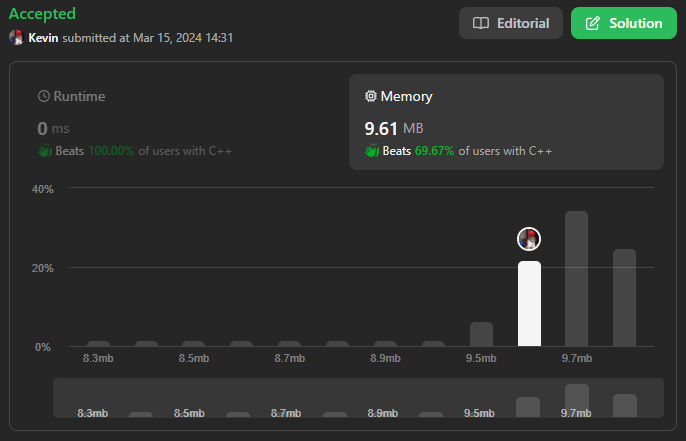 Accepted
Editorial
Solution
Kevin submitted at Mar 15, 2024 14:31
Runtime
0 ms
Beats 100.00% of users with C++
Memory
9.61 MB
Beats 69.67% of users with C++
40%
20%
0%
8.3mb 8.5mb 8.7mb 8.9mb 9.5mb 9.7mb
8.3mb 8.5mb 8.7mb 8.9mb 9.5mb 9.7mb